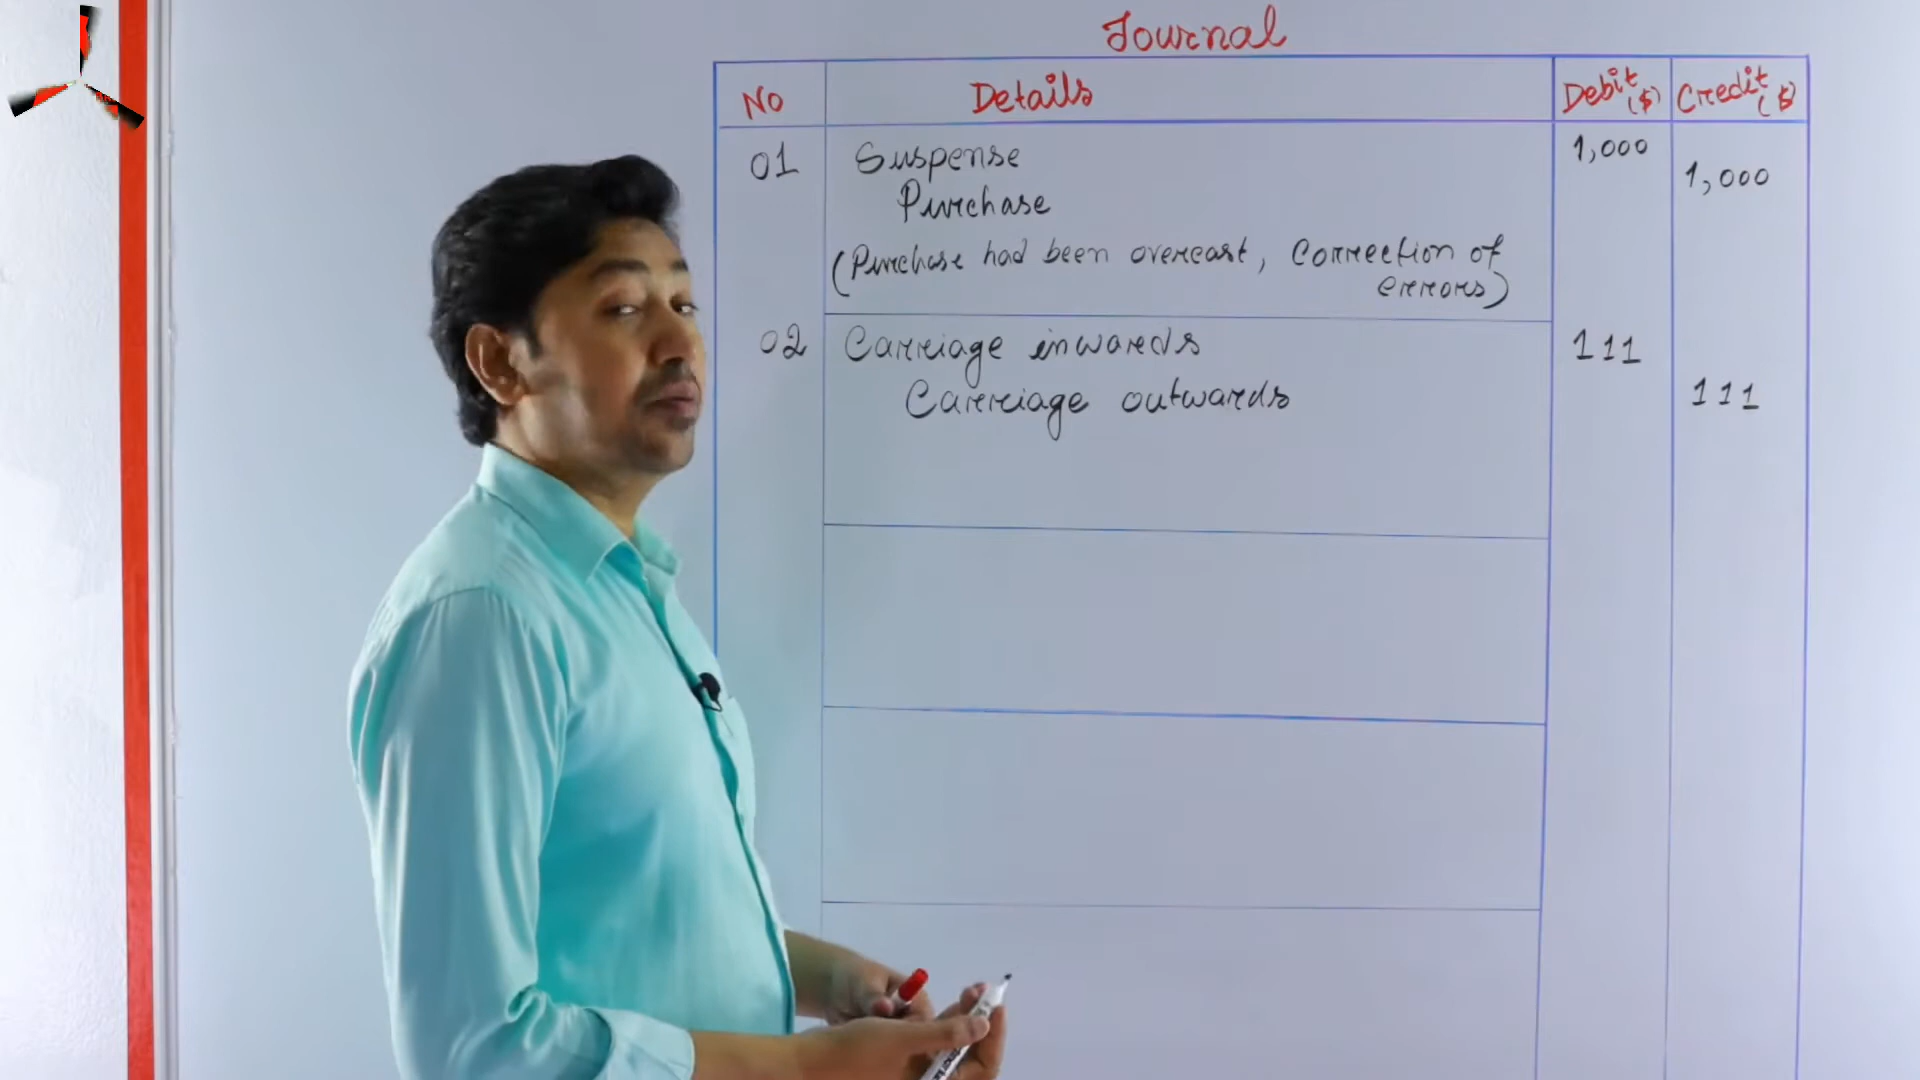 Journal
No Details Debit ($) Credit ($)
01 Suspense 1,000
Purchase 1,000
(Purchase had been overcast, Correction of
errors)
02 Carriage inwards 111
Carriage outwards 111